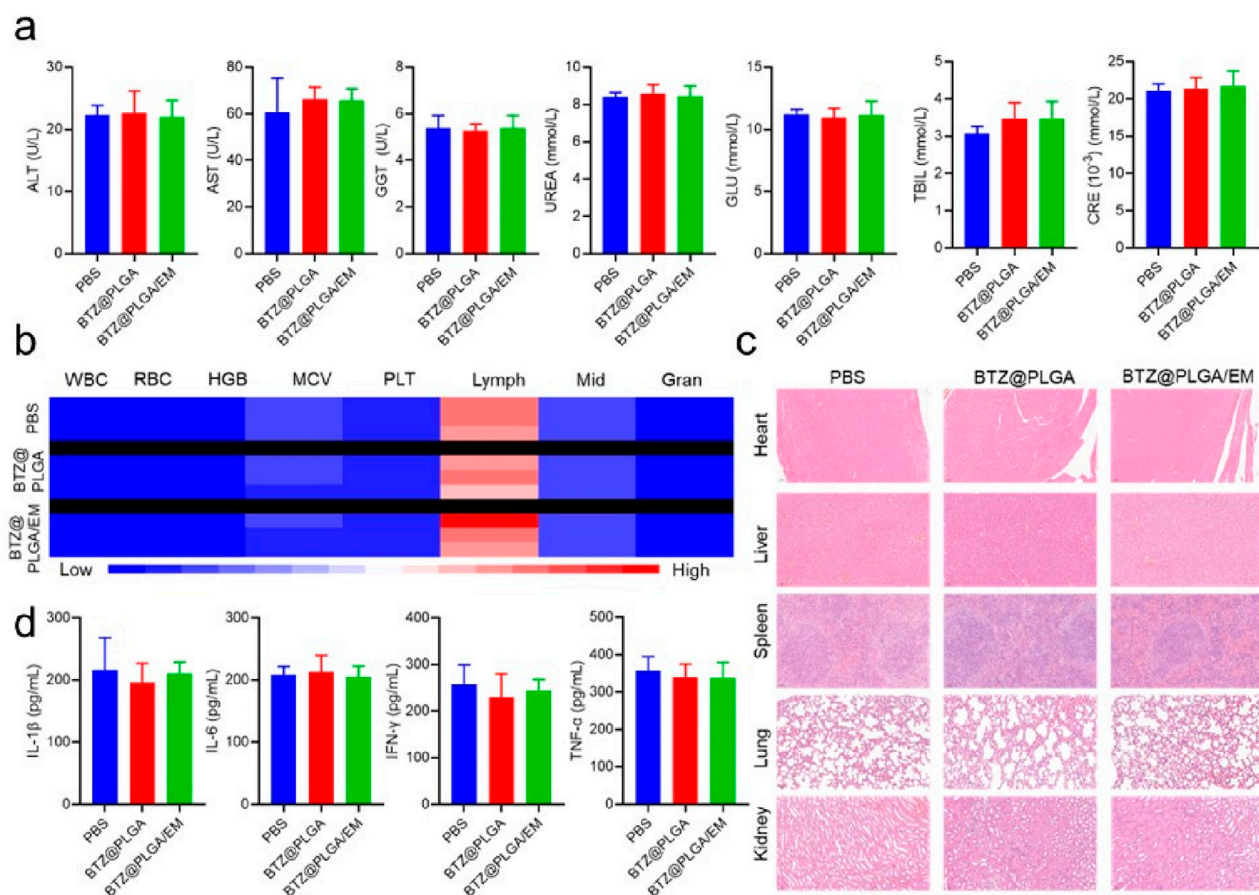 a
ALT (U/L)
30
20
10
0
PBS
BTZ@PLGA
BTZ@PLGA/EM
AST (U/L)
80
60
40
20
0
PBS
BTZ@PLGA
BTZ@PLGA/EM
GGT (U/L)
8
6
4
2
0
PBS
BTZ@PLGA
BTZ@PLGA/EM
UREA (mmol/L)
10
8
6
4
2
0
PBS
BTZ@PLGA
BTZ@PLGA/EM
GLU (mmol/L)
15
10
5
0
PBS
BTZ@PLGA
BTZ@PLGA/EM
TBIL (mmol/L)
5
4
3
2
1
0
PBS
BTZ@PLGA
BTZ@PLGA/EM
CRE (10⁻³) (mmol/L)
25
20
15
10
5
0
PBS
BTZ@PLGA
BTZ@PLGA/EM
b
WBC RBC HGB MCV PLT Lymph Mid Gran
PBS
BTZ@
PLGA
BTZ@
PLGA/EM
Low High
c
PBS BTZ@PLGA BTZ@PLGA/EM
Heart
Liver
Spleen
Lung
Kidney
d
IL-1β (pg/mL)
300
200
100
0
PBS
BTZ@PLGA
BTZ@PLGA/EM
IL-6 (pg/mL)
300
200
100
0
PBS
BTZ@PLGA
BTZ@PLGA/EM
IFN-γ (pg/mL)
400
300
200
100
0
PBS
BTZ@PLGA
BTZ@PLGA/EM
TNF-α (pg/mL)
500
400
300
200
100
0
PBS
BTZ@PLGA
BTZ@PLGA/EM